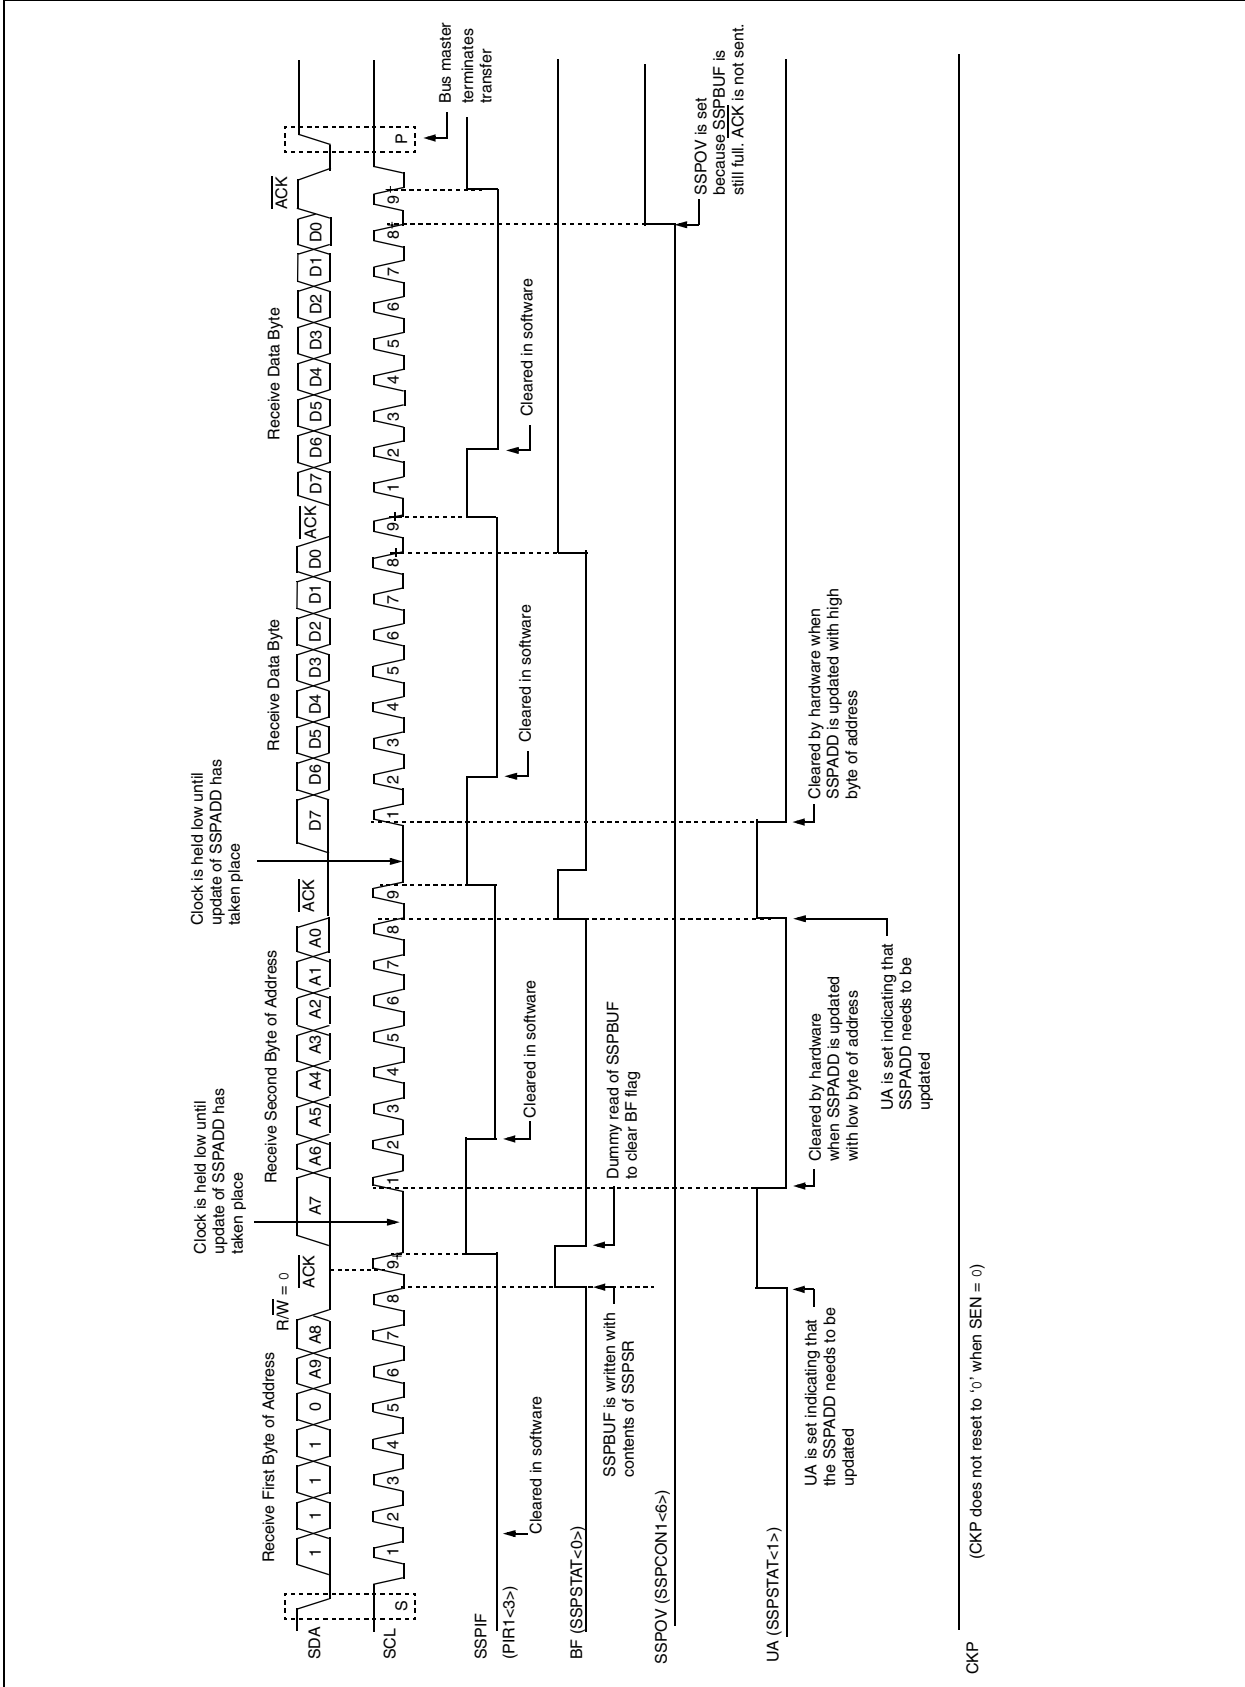 Clock is held low until
update of SSPADD has
taken place
Clock is held low until
update of SSPADD has
taken place
Receive First Byte of Address
R/W = 0
Receive Second Byte of Address
Receive Data Byte
Receive Data Byte
ACK
ACK
ACK
ACK
SDA
1
1
1
1
0
A9
A8
A7
A6
A5
A4
A3
A2
A1
A0
D7
D6
D5
D4
D3
D2
D1
D0
D7
D6
D5
D4
D3
D2
D1
D0
SCL
S
1
2
3
4
5
6
7
8
9
1
2
3
4
5
6
7
8
9
1
2
3
4
5
6
7
8
9
1
2
3
4
5
6
7
8
9
P
Bus master
terminates
transfer
SSPIF
(PIR1<3>)
Cleared in software
Cleared in software
Cleared in software
Cleared in software
BF (SSPSTAT<0>)
SSPBUF is written with
contents of SSPSR
Dummy read of SSPBUF
to clear BF flag
SSPOV (SSPCON1<6>)
SSPOV is set
because SSPBUF is
still full. ACK is not sent.
UA (SSPSTAT<1>)
UA is set indicating that
the SSPADD needs to be
updated
Cleared by hardware
when SSPADD is updated
with low byte of address
UA is set indicating that
SSPADD needs to be
updated
Cleared by hardware when
SSPADD is updated with high
byte of address
CKP
(CKP does not reset to ‘0’ when SEN = 0)